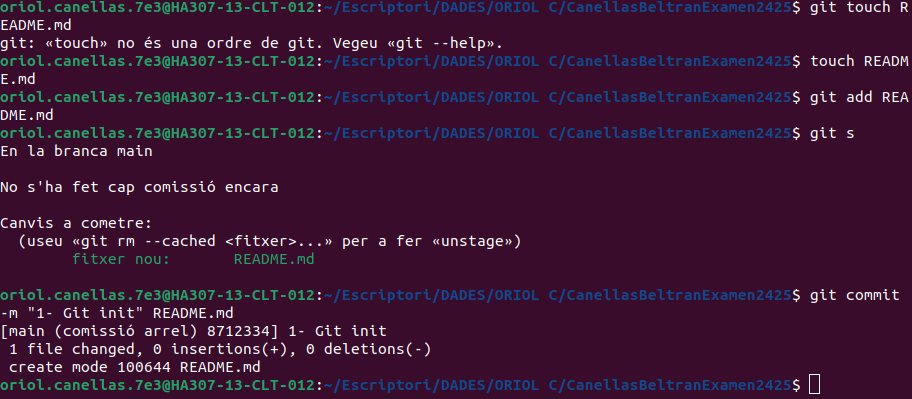 oriol.canellas.7e3@HA307-13-CLT-012:~/Escriptori/DADES/ORIOL C/CanellasBeltranExamen2425$ git touch R
EADME.md
git: «touch» no és una ordre de git. Vegeu «git --help».
oriol.canellas.7e3@HA307-13-CLT-012:~/Escriptori/DADES/ORIOL C/CanellasBeltranExamen2425$ touch READM
E.md
oriol.canellas.7e3@HA307-13-CLT-012:~/Escriptori/DADES/ORIOL C/CanellasBeltranExamen2425$ git add REA
DME.md
oriol.canellas.7e3@HA307-13-CLT-012:~/Escriptori/DADES/ORIOL C/CanellasBeltranExamen2425$ git s
En la branca main

No s'ha fet cap comissió encara

Canvis a cometre:
  (useu «git rm --cached <fitxer>...» per a fer «unstage»)
        fitxer nou:       README.md

oriol.canellas.7e3@HA307-13-CLT-012:~/Escriptori/DADES/ORIOL C/CanellasBeltranExamen2425$ git commit
-m "1- Git init" README.md
[main (comissió arrel) 8712334] 1- Git init
 1 file changed, 0 insertions(+), 0 deletions(-)
 create mode 100644 README.md
oriol.canellas.7e3@HA307-13-CLT-012:~/Escriptori/DADES/ORIOL C/CanellasBeltranExamen2425$